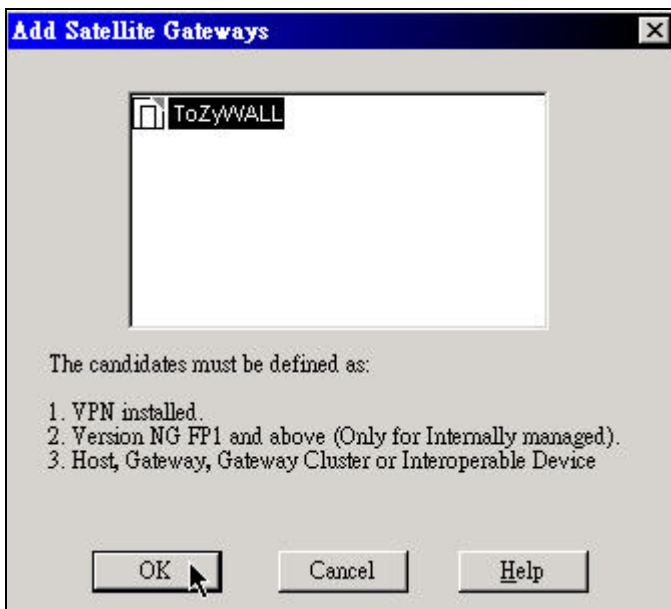 Add Satellite Gateways
ToZyWALL
The candidates must be defined as:
1. VPN installed.
2. Version NG FP1 and above (Only for Internally managed).
3. Host, Gateway, Gateway Cluster or Interoperable Device
OK
Cancel
Help